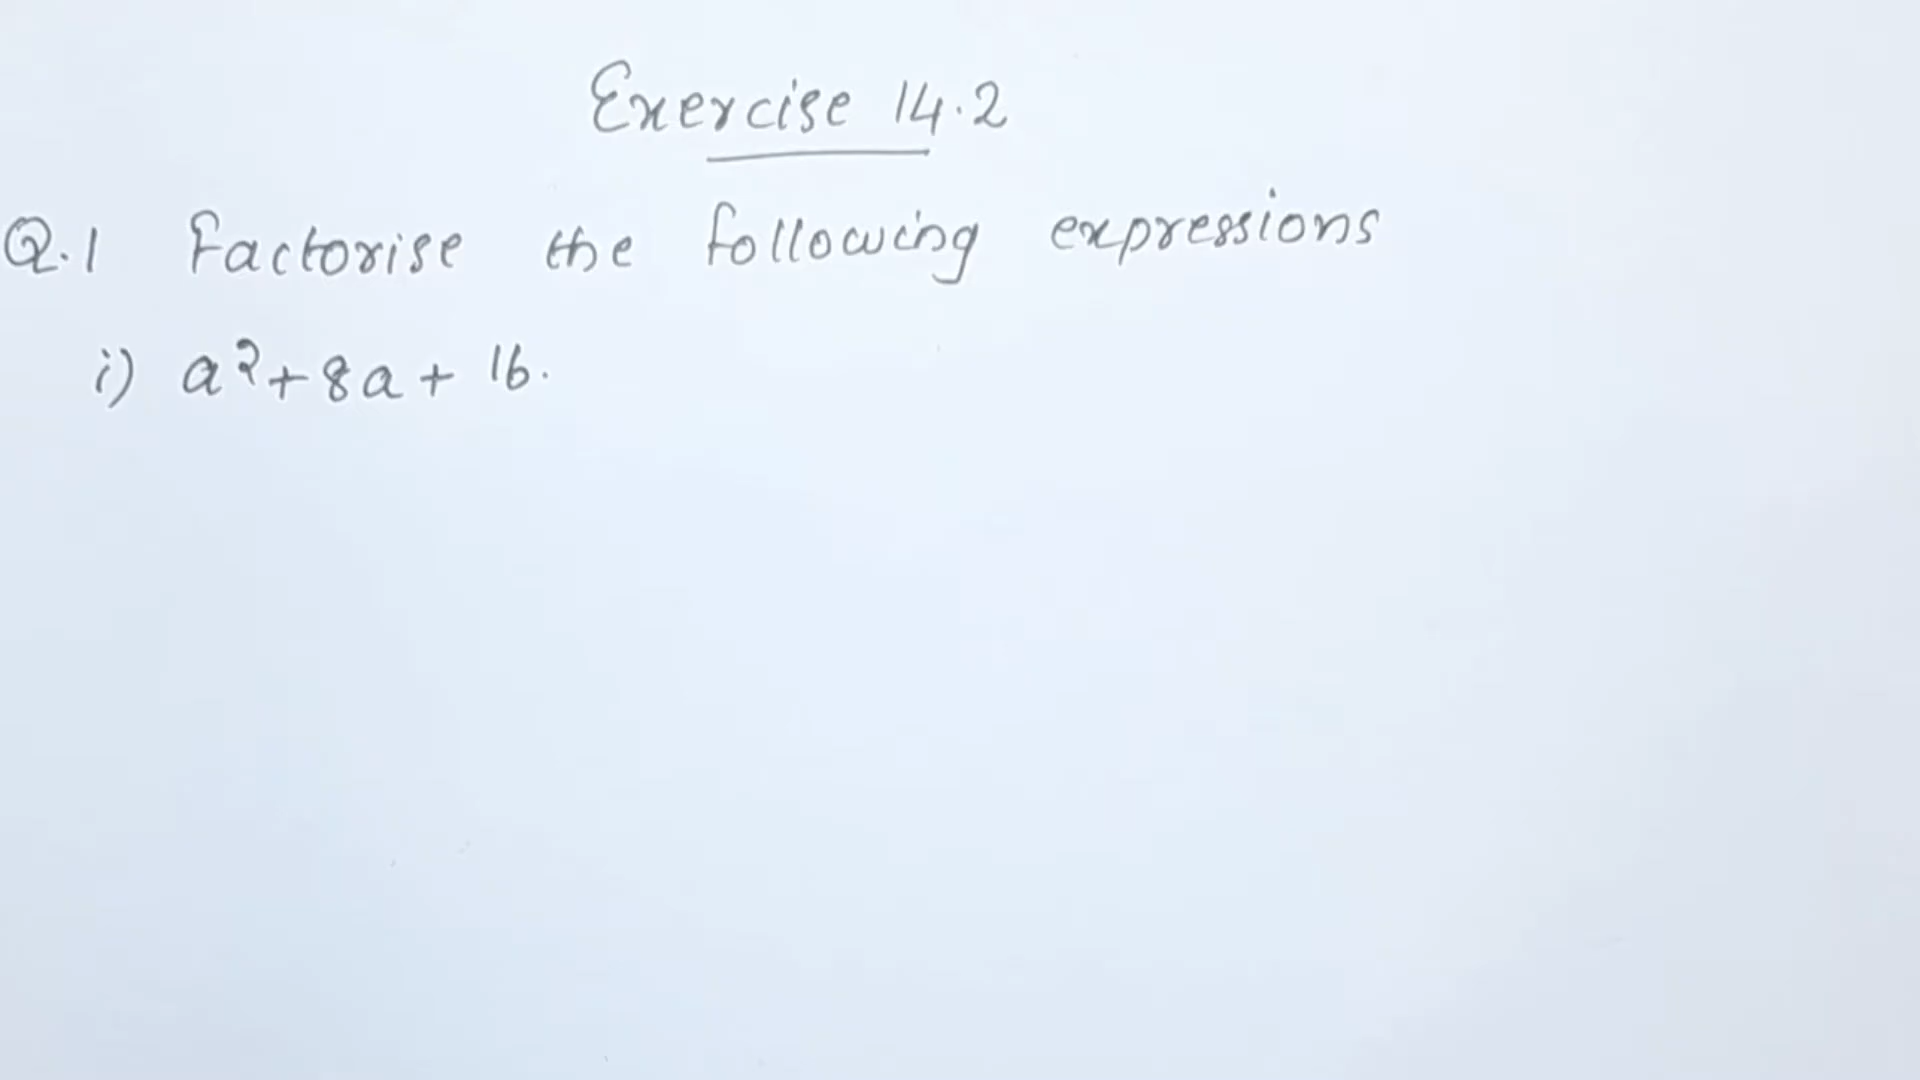 Exercise 14.2
Q.1 Factorise the following expressions
i) a²+8a+ 16.